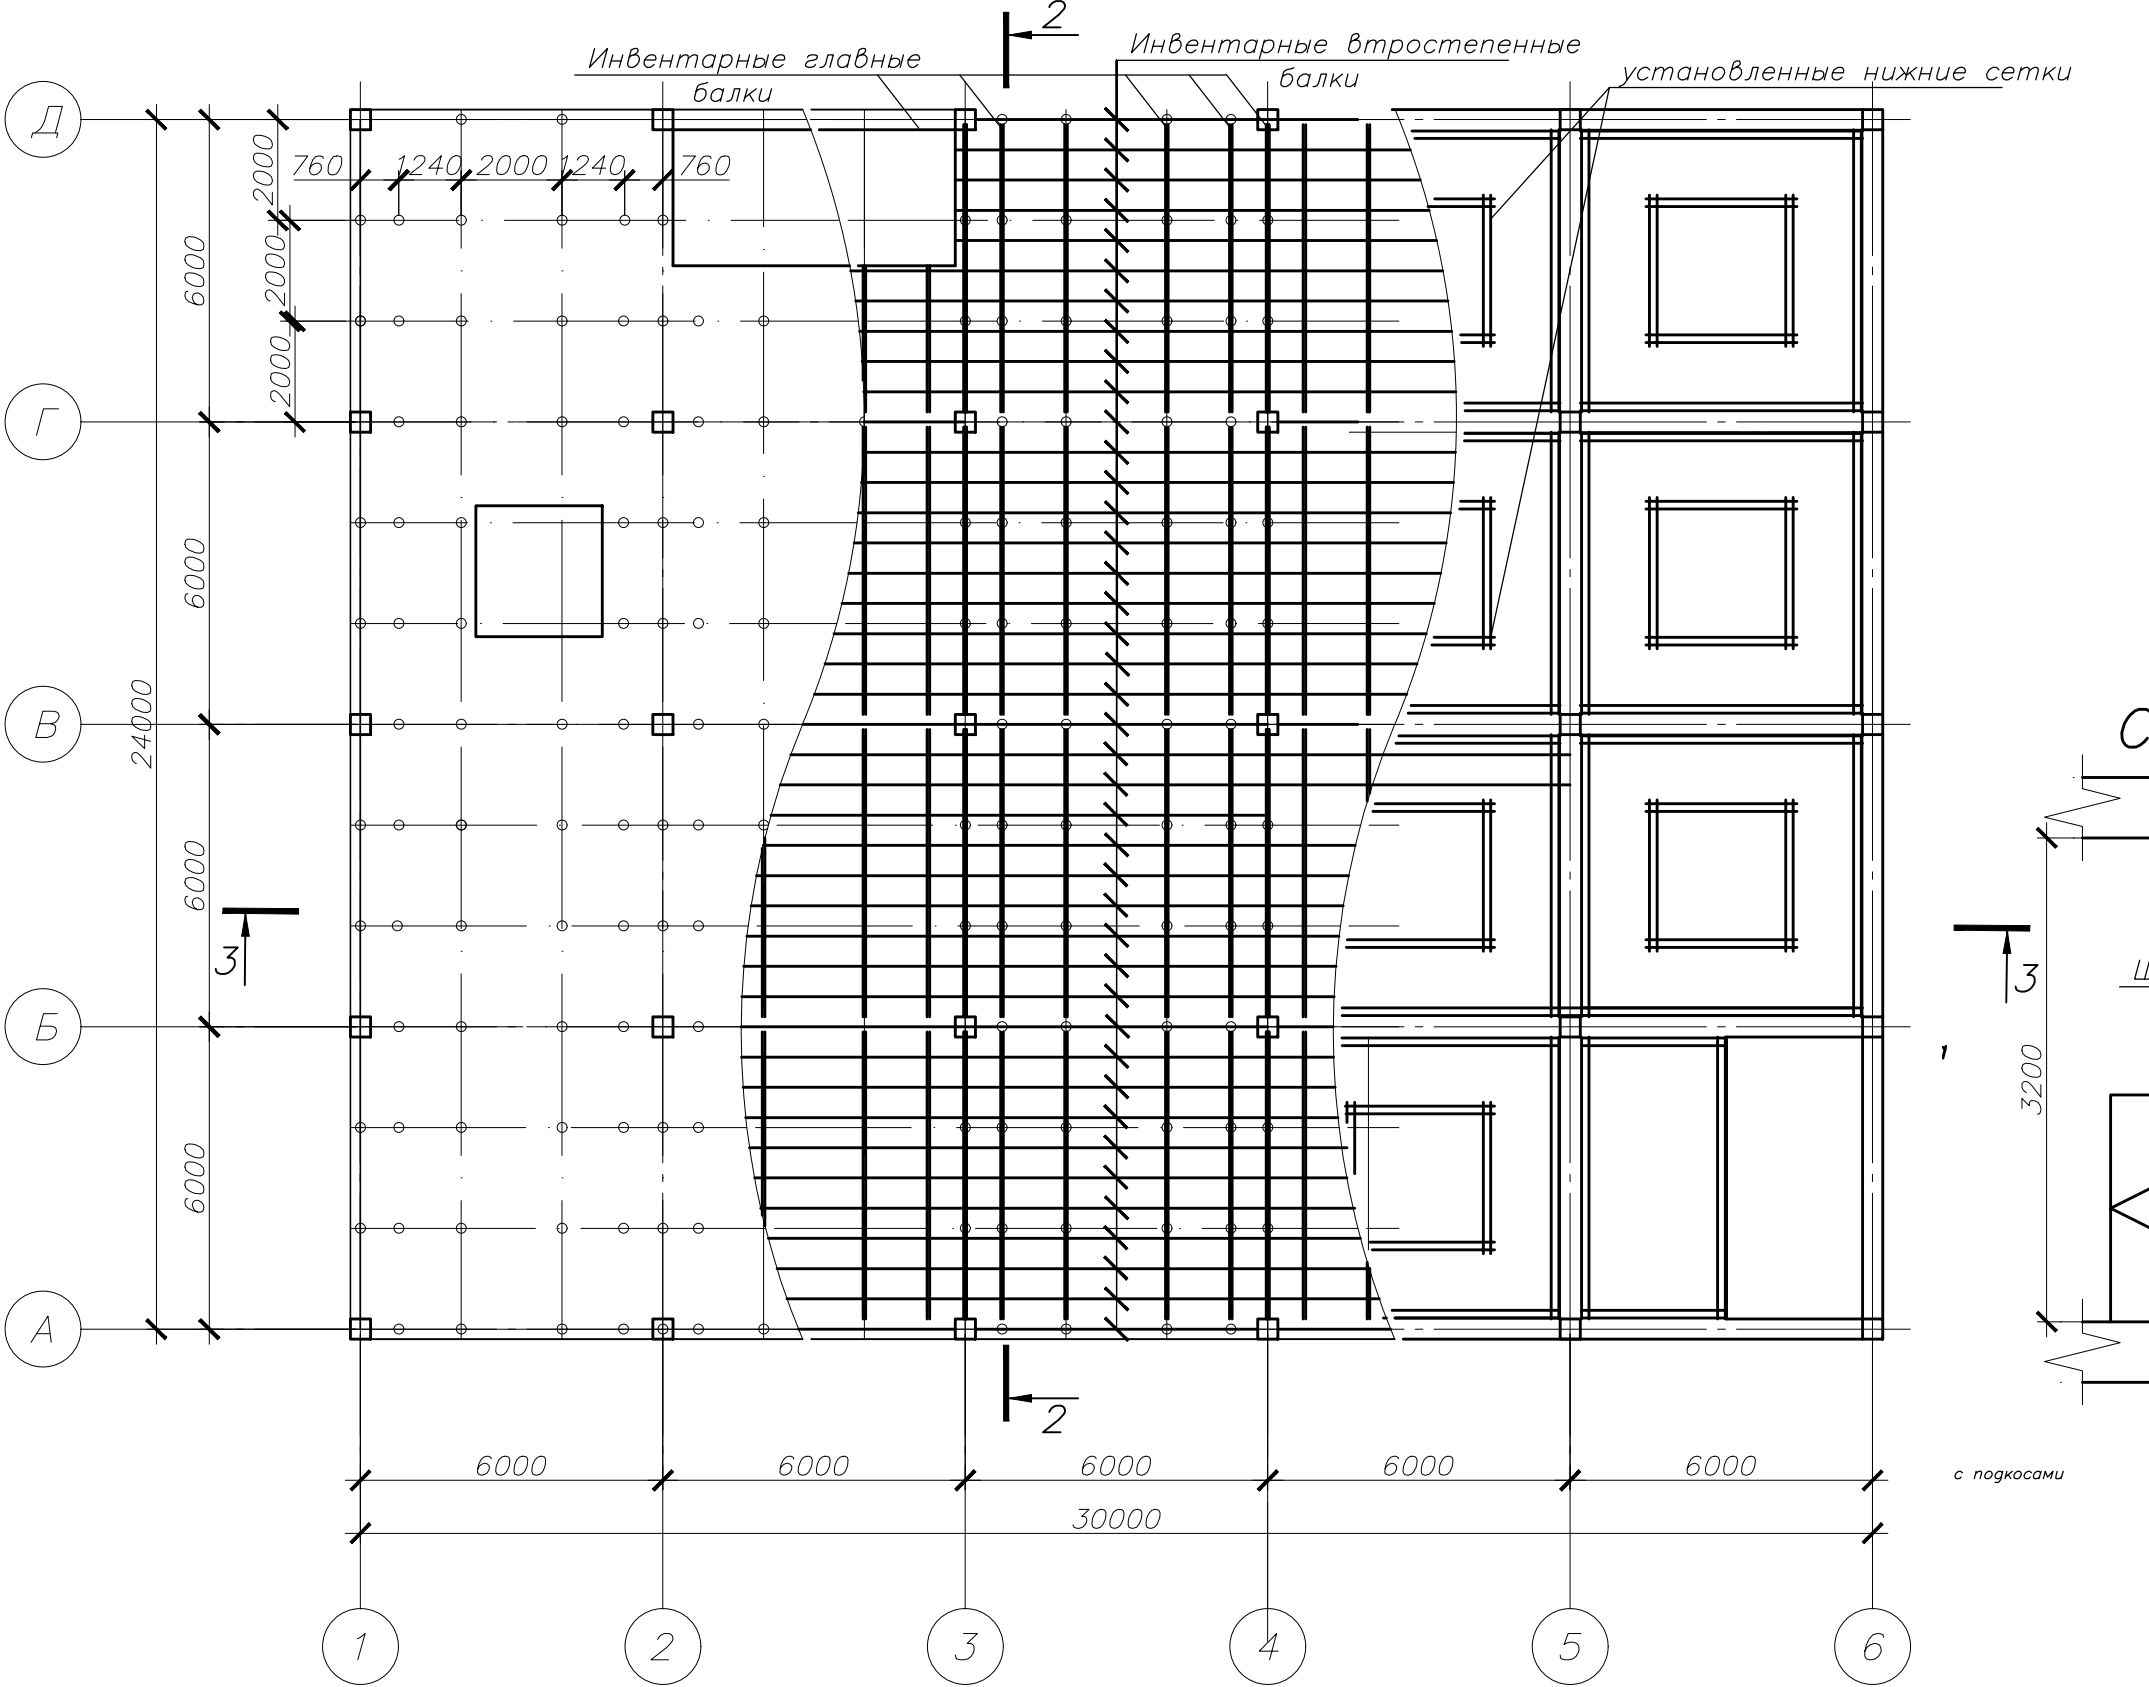 2
Инвентарные главные
балки
Инвентарные втростепенные
балки
установленные нижние сетки
Д
760 1240 2000 1240 760
2000
2000
2000
6000
Г
6000
В
24000
С
6000
3
3
Б
3200
6000
А
2
6000 6000 6000 6000 6000
с подкосами
30000
1 2 3 4 5 6